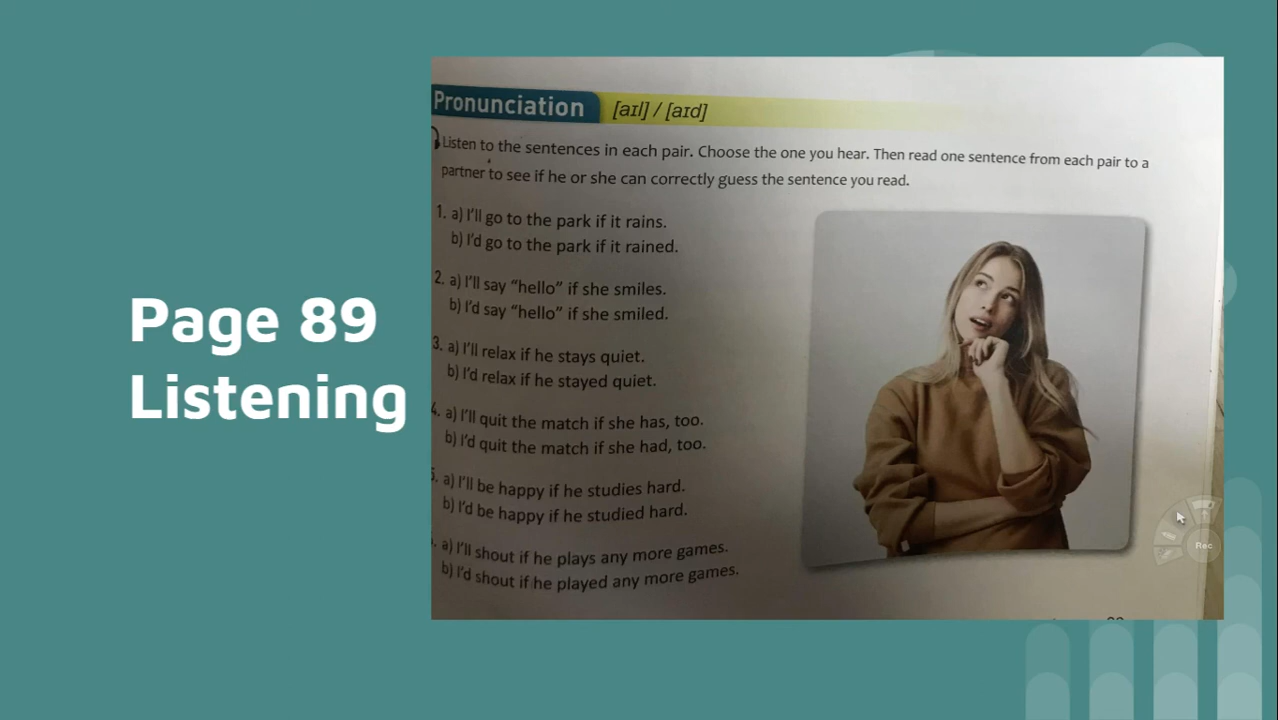 Page 89
Listening
Pronunciation [aɪl] / [aɪd]
Listen to the sentences in each pair. Choose the one you hear. Then read one sentence from each pair to a
partner to see if he or she can correctly guess the sentence you read.
1. a) I'll go to the park if it rains.
b) I'd go to the park if it rained.
2. a) I'll say “hello” if she smiles.
b) I'd say “hello” if she smiled.
3. a) I'll relax if he stays quiet.
b) I'd relax if he stayed quiet.
4. a) I'll quit the match if she has, too.
b) I'd quit the match if she had, too.
5. a) I'll be happy if he studies hard.
b) I'd be happy if he studied hard.
a) I'll shout if he plays any more games.
b) I'd shout if he played any more games.
Rec